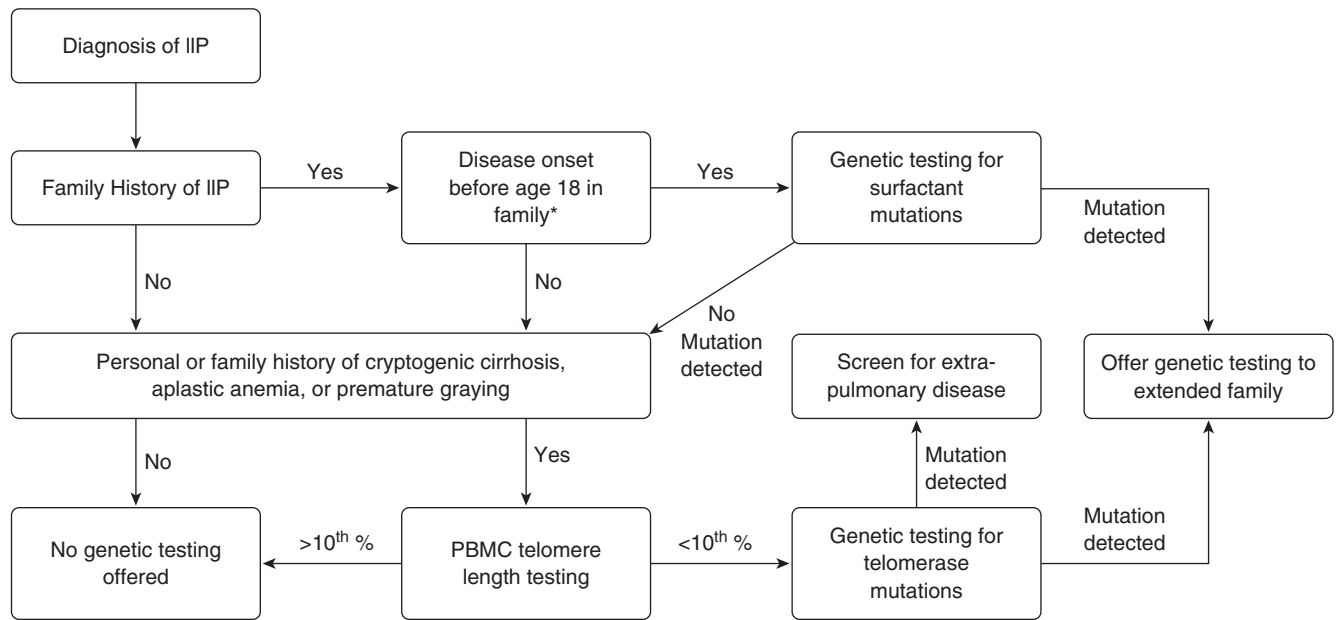 Diagnosis of IIP
Family History of IIP
Yes
Disease onset
before age 18 in
family*
Yes
Genetic testing for
surfactant
mutations
Mutation
detected
No
No
No
Mutation
detected
Personal or family history of cryptogenic cirrhosis,
aplastic anemia, or premature graying
Screen for extra-
pulmonary disease
Offer genetic testing to
extended family
No
Yes
Mutation
detected
No genetic testing
offered
>10th %
PBMC telomere
length testing
<10th %
Genetic testing for
telomerase
mutations
Mutation
detected